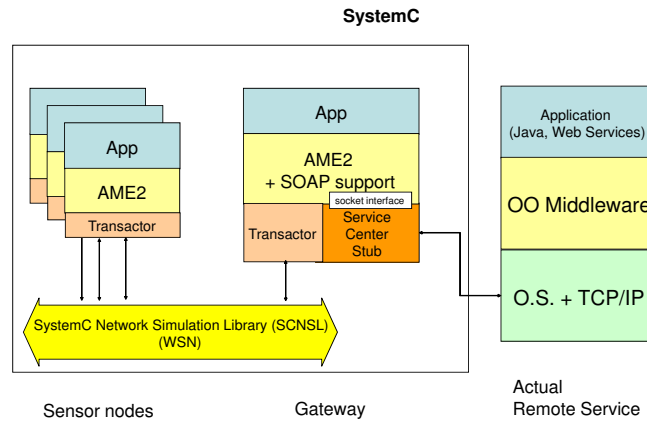 SystemC
App
AME2
Transactor
App
AME2
+ SOAP support
socket interface
Transactor
Service
Center
Stub
Application
(Java, Web Services)
OO Middleware
O.S. + TCP/IP
SystemC Network Simulation Library (SCNSL)
(WSN)
Sensor nodes
Gateway
Actual
Remote Service